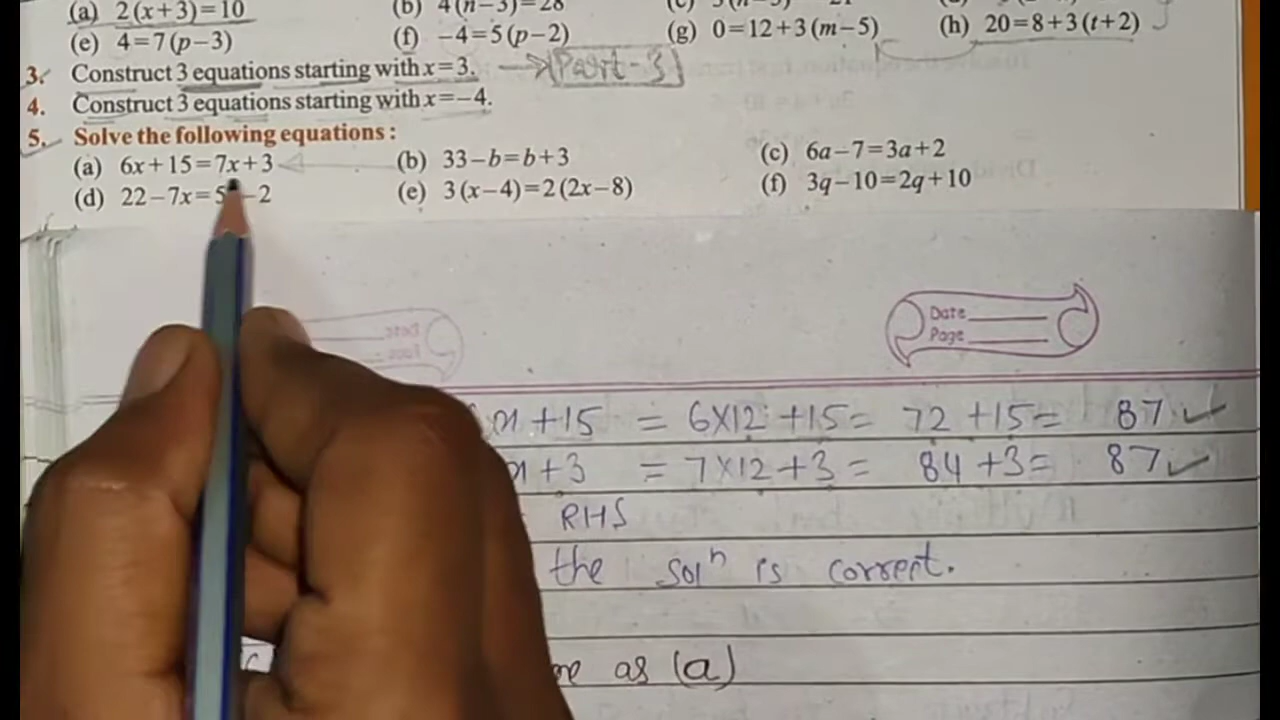 (a) 2(x+3)=10 (b) 4(n−3)=28
(e) 4=7(p−3) (f) −4=5(p−2) (g) 0=12+3(m−5) (h) 20=8+3(t+2)
3. Construct 3 equations starting with x=3. → [Part-3]
4. Construct 3 equations starting with x=−4.
5. Solve the following equations :
(a) 6x+15=7x+3 (b) 33−b=b+3 (c) 6a−7=3a+2
(d) 22−7x=5 −2 (e) 3(x−4)=2(2x−8) (f) 3q−10=2q+10
Date
Page
x +15 = 6×12 +15= 72 +15= 87 ✓
x +3 = 7×12 +3 = 84 +3= 87 ✓
RHS
the solⁿ is correct.
as (a)